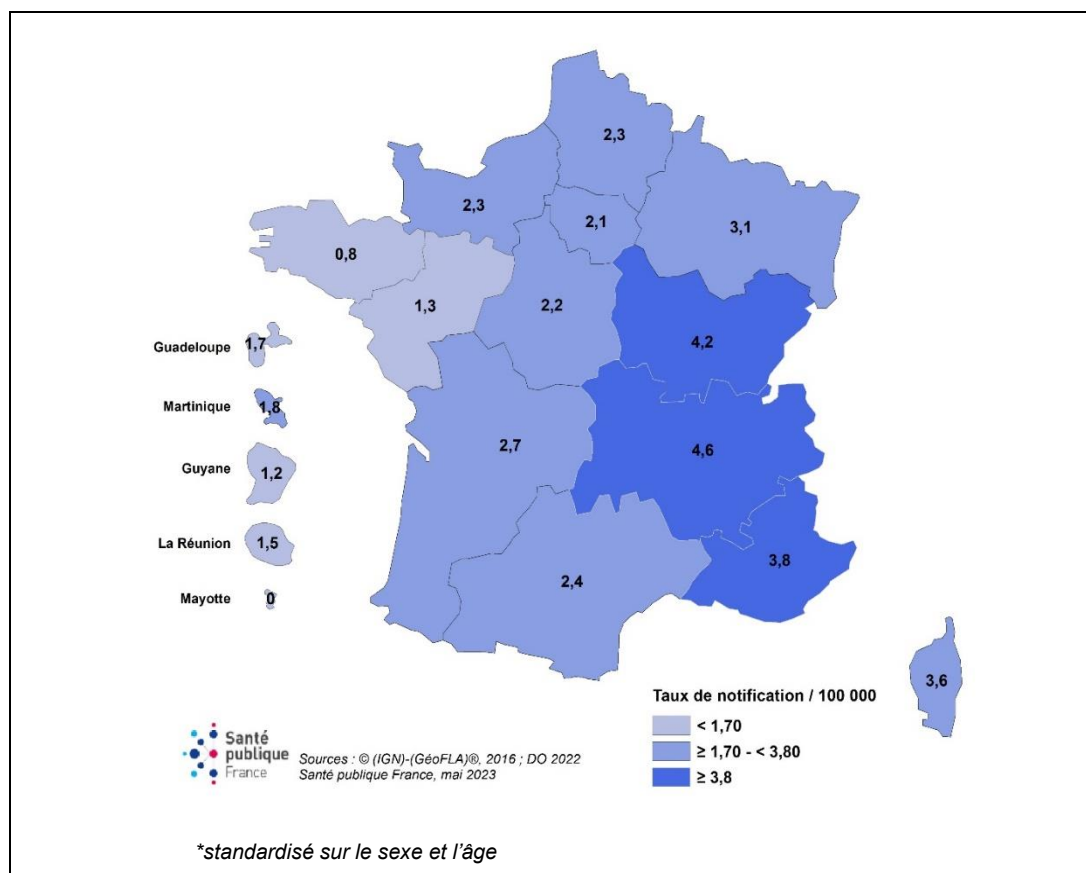 2,3
2,3
2,1
3,1
0,8
1,3
2,2
4,2
Guadeloupe 1,7
Martinique 1,8
2,7
4,6
Guyane 1,2
La Réunion 1,5
3,8
2,4
Mayotte 0
3,6
Taux de notification / 100 000
< 1,70
≥ 1,70 - < 3,80
≥ 3,8
Santé
publique
France
Sources : © (IGN)-(GéoFLA)®, 2016 ; DO 2022
Santé publique France, mai 2023
*standardisé sur le sexe et l’âge